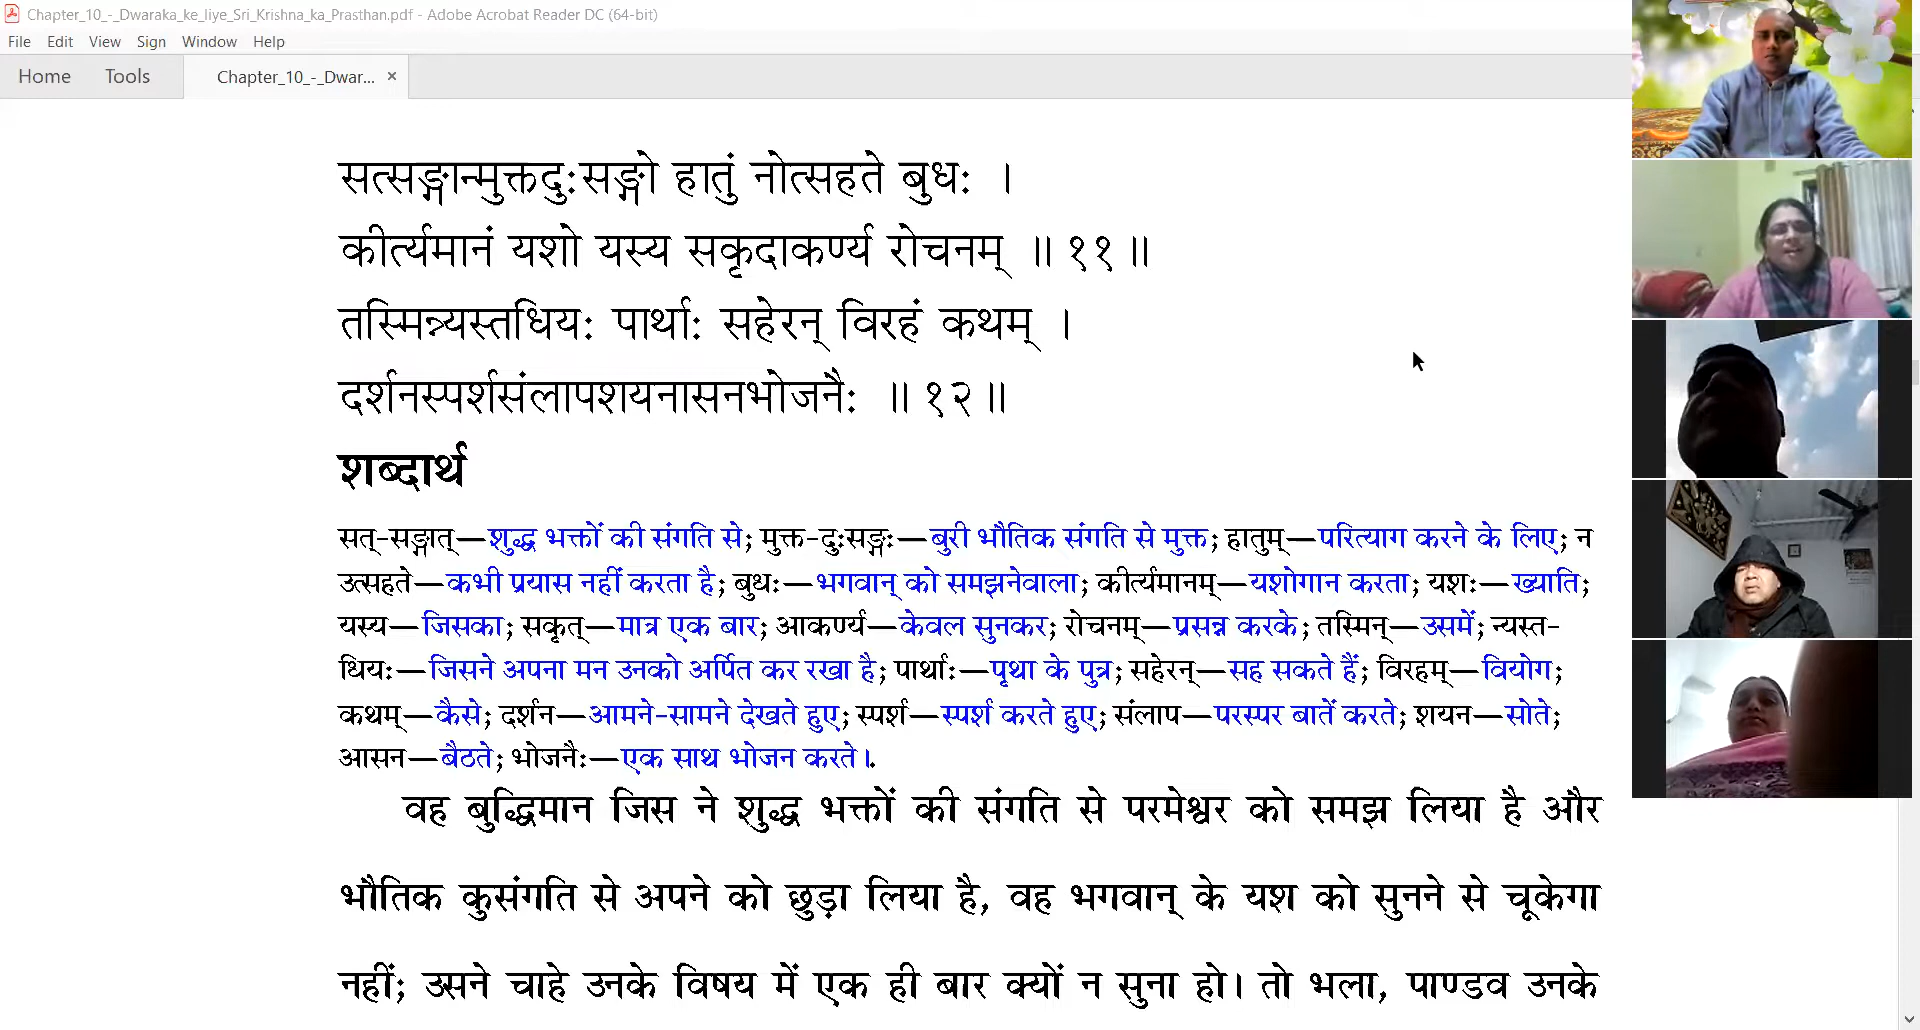 Chapter_10_-_Dwaraka_ke_liye_Sri_Krishna_ka_Prasthan.pdf - Adobe Acrobat Reader DC (64-bit)
File Edit View Sign Window Help
Home Tools Chapter_10_-_Dwar... ×
सत्सङ्गान्मुक्तदुःसङ्गो हातुं नोत्सहते बुधः ।
कीर्त्यमानं यशो यस्य सकृदाकर्ण्य रोचनम् ॥ ११॥
तस्मिन्न्यस्तधियः पार्थाः सहेरन् विरहं कथम् ।
दर्शनस्पर्शसंलापशयनासनभोजनैः ॥ १२॥
शब्दार्थ
सत्-सङ्गात्—शुद्ध भक्तों की संगति से; मुक्त-दुःसङ्गः—बुरी भौतिक संगति से मुक्त; हातुम्—परित्याग करने के लिए; न
उत्सहते—कभी प्रयास नहीं करता है; बुधः—भगवान् को समझनेवाला; कीर्त्यमानम्—यशोगान करता; यशः—ख्याति;
यस्य—जिसका; सकृत्—मात्र एक बार; आकर्ण्य—केवल सुनकर; रोचनम्—प्रसन्न करके; तस्मिन्—उसमें; न्यस्त-
धियः—जिसने अपना मन उनको अर्पित कर रखा है; पार्थाः—पृथा के पुत्र; सहेरन्—सह सकते हैं; विरहम्—वियोग;
कथम्—कैसे; दर्शन—आमने-सामने देखते हुए; स्पर्श—स्पर्श करते हुए; संलाप—परस्पर बातें करते; शयन—सोते;
आसन—बैठते; भोजनैः—एक साथ भोजन करते।.
वह बुद्धिमान जिस ने शुद्ध भक्तों की संगति से परमेश्वर को समझ लिया है और
भौतिक कुसंगति से अपने को छुड़ा लिया है, वह भगवान् के यश को सुनने से चूकेगा
नहीं; उसने चाहे उनके विषय में एक ही बार क्यों न सुना हो। तो भला, पाण्डव उनके